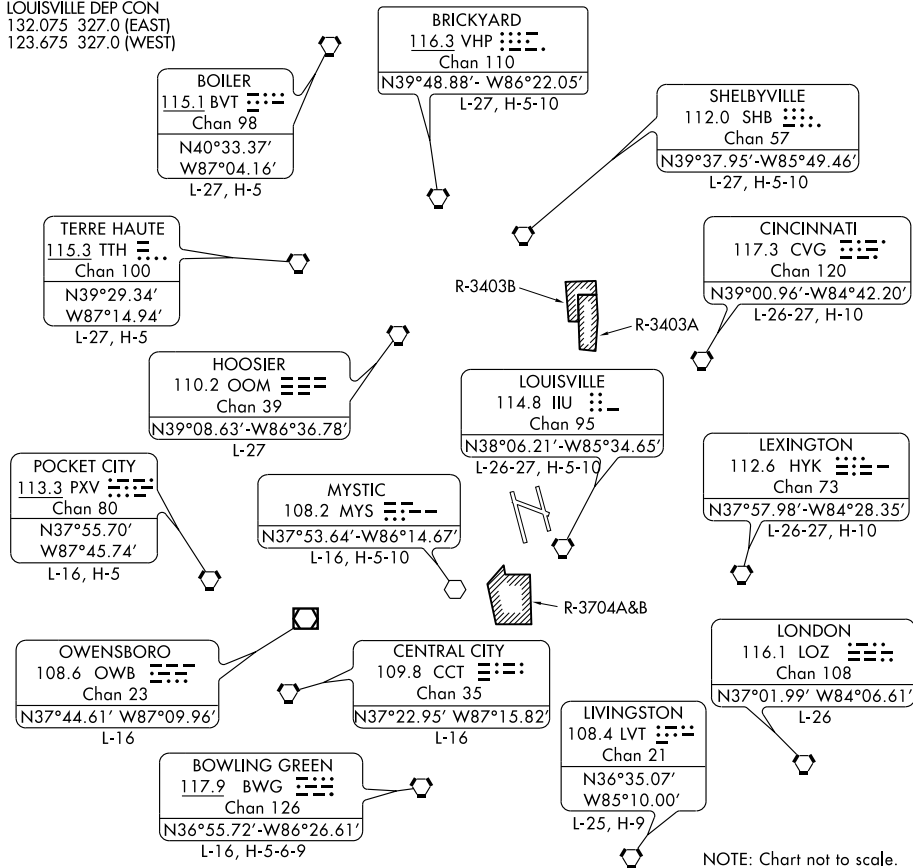 LOUISVILLE DEP CON
132.075 327.0 (EAST)
123.675 327.0 (WEST)
BRICKYARD
116.3 VHP
Chan 110
N39°48.88′- W86°22.05′
L-27, H-5-10
BOILER
115.1 BVT
Chan 98
N40°33.37′
W87°04.16′
L-27, H-5
SHELBYVILLE
112.0 SHB
Chan 57
N39°37.95′-W85°49.46′
L-27, H-5-10
TERRE HAUTE
115.3 TTH
Chan 100
N39°29.34′
W87°14.94′
L-27, H-5
CINCINNATI
117.3 CVG
Chan 120
N39°00.96′-W84°42.20′
L-26-27, H-10
R-3403B
R-3403A
HOOSIER
110.2 OOM
Chan 39
N39°08.63′-W86°36.78′
L-27
LOUISVILLE
114.8 IIU
Chan 95
N38°06.21′-W85°34.65′
L-26-27, H-5-10
LEXINGTON
112.6 HYK
Chan 73
N37°57.98′-W84°28.35′
L-26-27, H-10
POCKET CITY
113.3 PXV
Chan 80
N37°55.70′
W87°45.74′
L-16, H-5
MYSTIC
108.2 MYS
N37°53.64′-W86°14.67′
L-16, H-5-10
R-3704A&B
OWENSBORO
108.6 OWB
Chan 23
N37°44.61′ W87°09.96′
L-16
CENTRAL CITY
109.8 CCT
Chan 35
N37°22.95′ W87°15.82′
L-16
LONDON
116.1 LOZ
Chan 108
N37°01.99′ W84°06.61′
L-26
LIVINGSTON
108.4 LVT
Chan 21
N36°35.07′
W85°10.00′
L-25, H-9
BOWLING GREEN
117.9 BWG
Chan 126
N36°55.72′-W86°26.61′
L-16, H-5-6-9
NOTE: Chart not to scale.